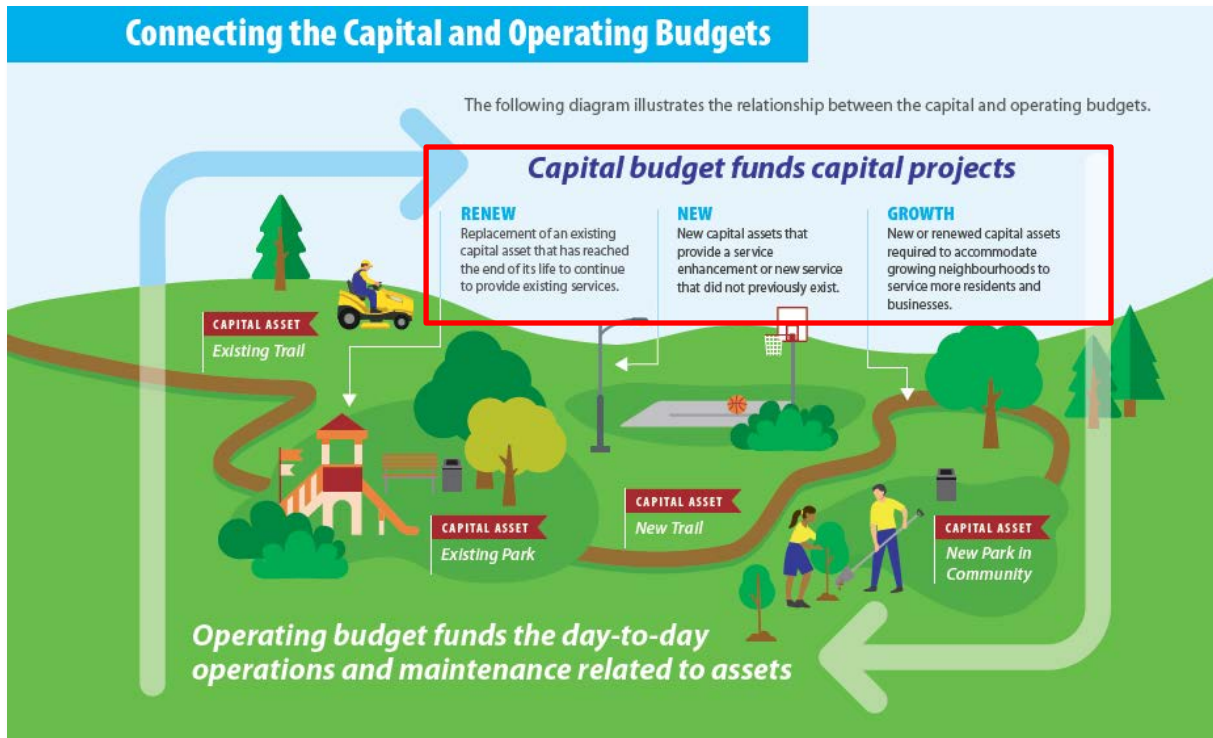 Connecting the Capital and Operating Budgets
The following diagram illustrates the relationship between the capital and operating budgets.
Capital budget funds capital projects
RENEW
Replacement of an existing
capital asset that has reached
the end of its life to continue
to provide existing services.
NEW
New capital assets that
provide a service
enhancement or new service
that did not previously exist.
GROWTH
New or renewed capital assets
required to accommodate
growing neighbourhoods to
service more residents and
businesses.
CAPITAL ASSET
Existing Trail
CAPITAL ASSET
Existing Park
CAPITAL ASSET
New Trail
CAPITAL ASSET
New Park in
Community
Operating budget funds the day-to-day
operations and maintenance related to assets